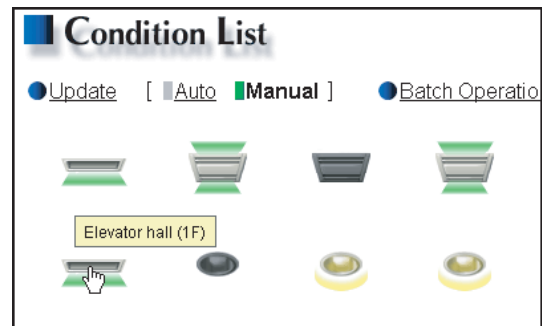 Condition List
Update [ Auto Manual ] Batch Operatio
Elevator hall (1F)